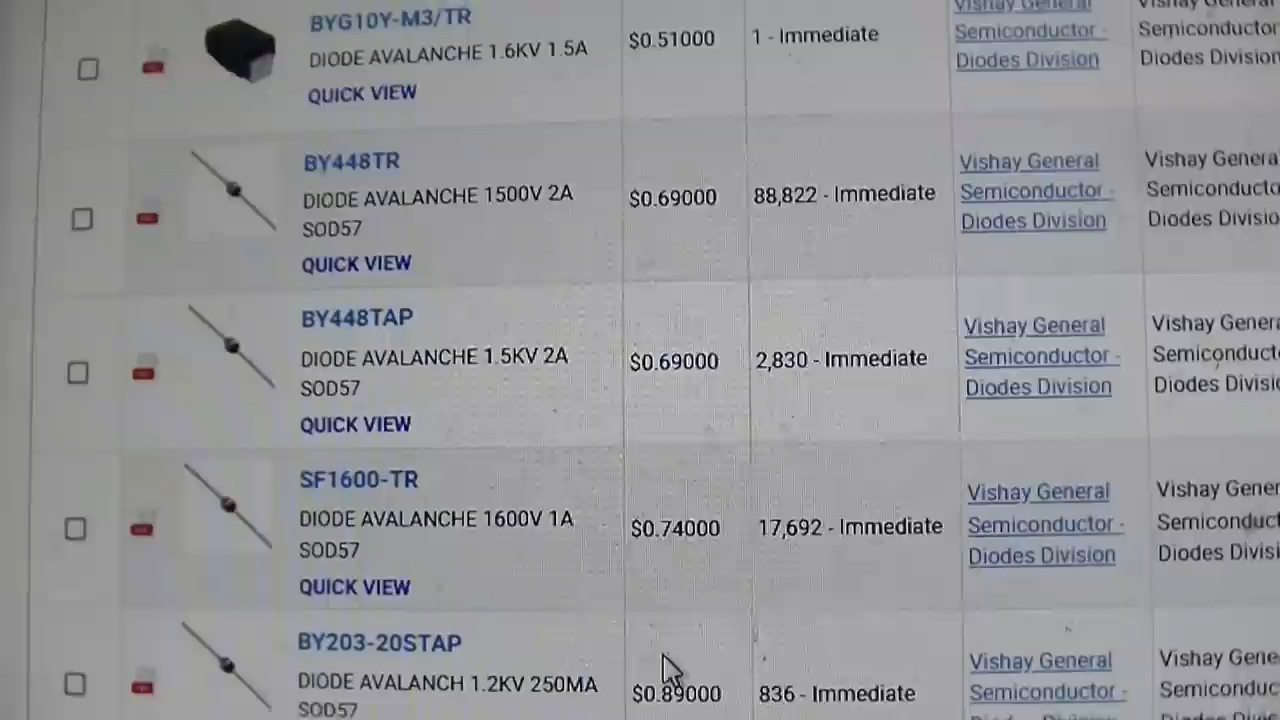 BYG10Y-M3/TR
DIODE AVALANCHE 1.6KV 1.5A
QUICK VIEW
$0.51000
1 - Immediate
Vishay General
Semiconductor -
Diodes Division
Vishay General
Semiconductor
Diodes Division
BY448TR
DIODE AVALANCHE 1500V 2A
SOD57
QUICK VIEW
$0.69000
88,822 - Immediate
Vishay General
Semiconductor -
Diodes Division
Vishay Genera
Semiconducto
Diodes Divisio
BY448TAP
DIODE AVALANCHE 1.5KV 2A
SOD57
QUICK VIEW
$0.69000
2,830 - Immediate
Vishay General
Semiconductor -
Diodes Division
Vishay Genera
Semiconducto
Diodes Divisi
SF1600-TR
DIODE AVALANCHE 1600V 1A
SOD57
QUICK VIEW
$0.74000
17,692 - Immediate
Vishay General
Semiconductor -
Diodes Division
Vishay Gener
Semiconduct
Diodes Divisi
BY203-20STAP
DIODE AVALANCH 1.2KV 250MA
SOD57
$0.89000
836 - Immediate
Vishay General
Semiconductor -
Vishay Gene
Semiconduc